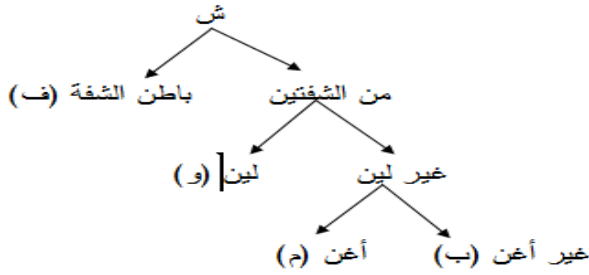 ش
من الشفتين باطن الشفة (ف)
غير لين لين (و)
غير أغن (ب) أغن (م)